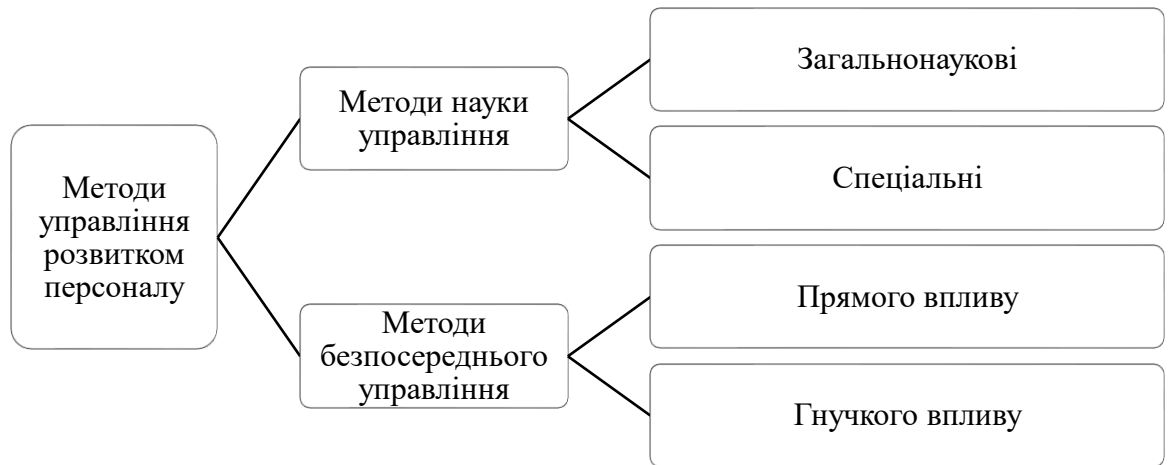 Методи
управління
розвитком
персоналу
Методи науки
управління
Загальнонаукові
Спеціальні
Методи
безпосереднього
управління
Прямого впливу
Гнучкого впливу